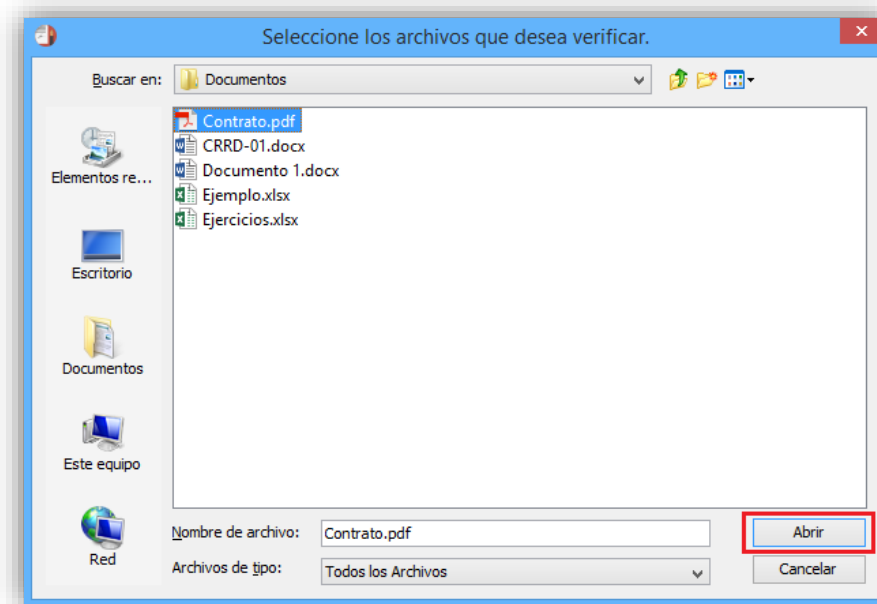 Seleccione los archivos que desea verificar.
Buscar en: Documentos
Contrato.pdf
CRRD-01.docx
Documento 1.docx
Ejemplo.xlsx
Ejercicios.xlsx
Elementos re...
Escritorio
Documentos
Este equipo
Red
Nombre de archivo: Contrato.pdf Abrir
Archivos de tipo: Todos los Archivos Cancelar